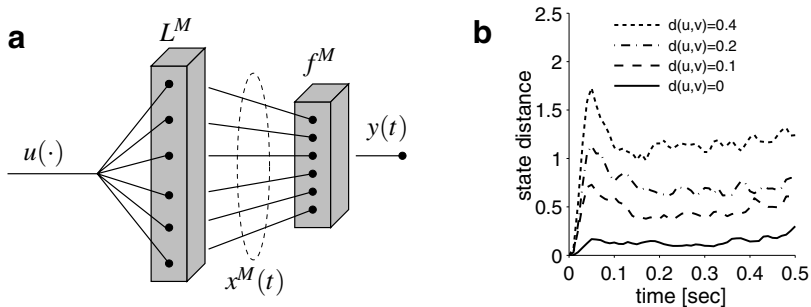 a
L^M
f^M
u(·)
y(t)
x^M(t)
b
2.5
2
1.5
1
0.5
0
state distance
d(u,v)=0.4
d(u,v)=0.2
d(u,v)=0.1
d(u,v)=0
0 0.1 0.2 0.3 0.4 0.5
time [sec]